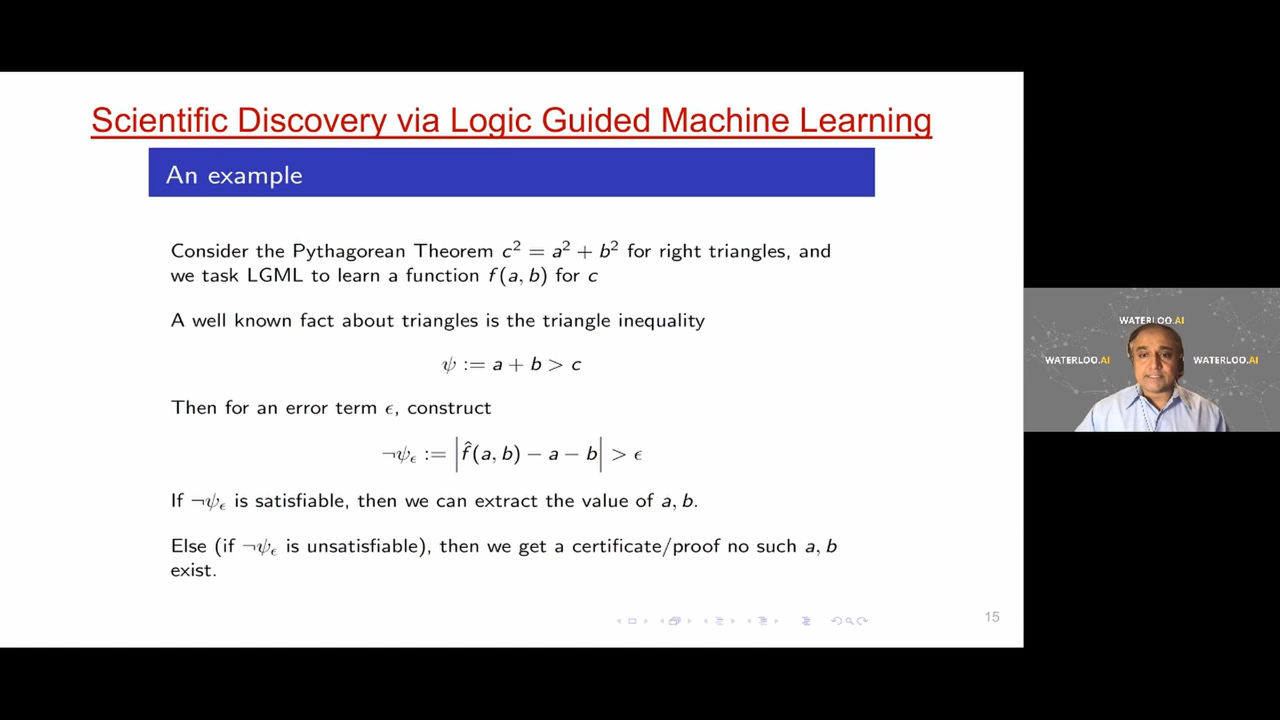 Scientific Discovery via Logic Guided Machine Learning
An example
Consider the Pythagorean Theorem c² = a² + b² for right triangles, and
we task LGML to learn a function f(a, b) for c
A well known fact about triangles is the triangle inequality
ψ := a + b > c
Then for an error term ϵ, construct
¬ψ_ϵ := |f̂(a, b) − a − b| > ϵ
If ¬ψ_ϵ is satisfiable, then we can extract the value of a, b.
Else (if ¬ψ_ϵ is unsatisfiable), then we get a certificate/proof no such a, b
exist.
15
WATERLOO.AI
WATERLOO.AI WATERLOO.AI